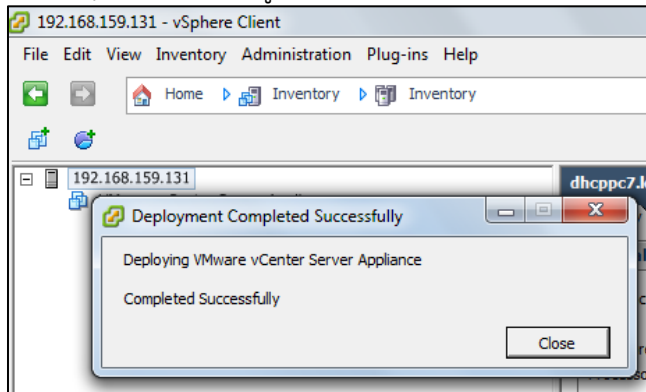 192.168.159.131 - vSphere Client
File Edit View Inventory Administration Plug-ins Help
Home Inventory Inventory
192.168.159.131
dhcppc7.l
Deployment Completed Successfully
Deploying VMware vCenter Server Appliance
Completed Successfully
Close